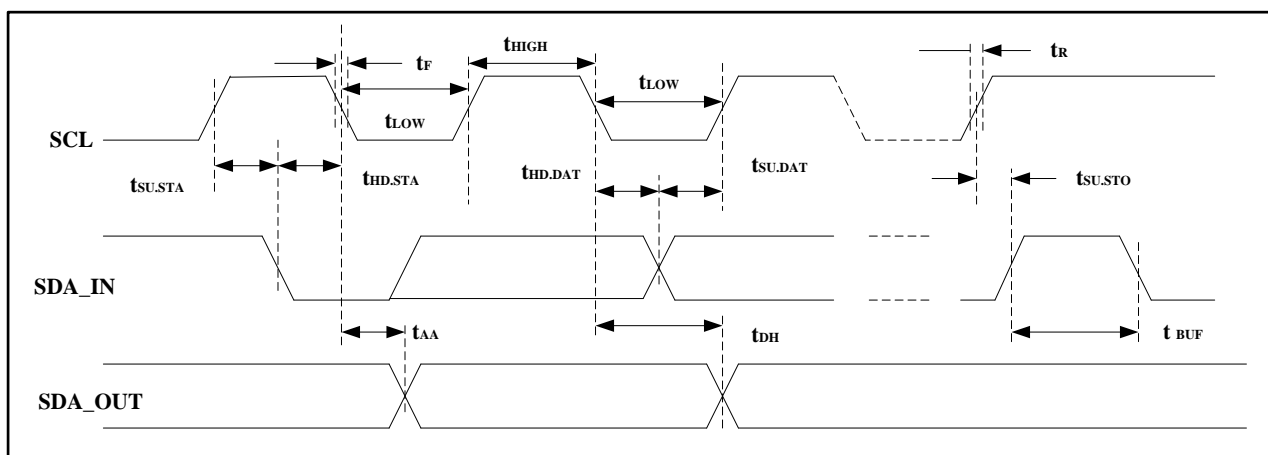 tHIGH
tF
tR
tLOW
tLOW
SCL
tSU.STA
tHD.STA
tHD.DAT
tSU.DAT
tSU.STO
SDA_IN
tAA
tDH
t BUF
SDA_OUT